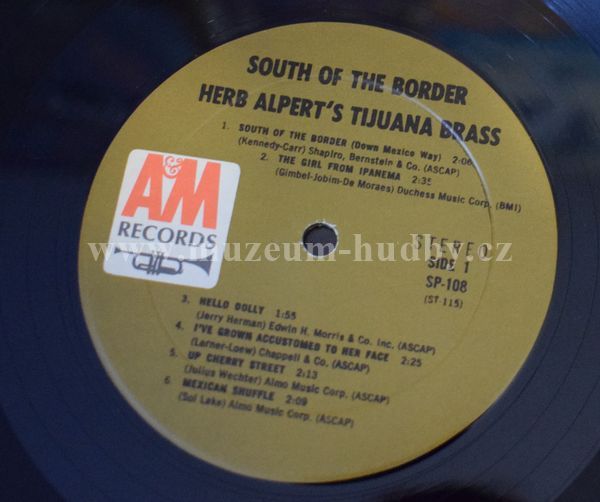 SOUTH OF THE BORDER
HERB ALPERT'S TIJUANA BRASS
1. SOUTH OF THE BORDER (Down Mexico Way) 2:06
(Kennedy-Carr) Shapiro, Bernstein & Co. (ASCAP)
2. THE GIRL FROM IPANEMA 2:35
(Gimbel-Jobim-De Moraes) Duchess Music Corp. (BMI)
A&M
RECORDS
www.muzeum-hudby.cz
STEREO
SIDE 1
SP-108
(ST-115)
3. HELLO DOLLY 1:55
(Jerry Herman) Edwin H. Morris & Co. Inc. (ASCAP)
4. I'VE GROWN ACCUSTOMED TO HER FACE 2:25
(Lerner-Loew) Chappell & Co. (ASCAP)
5. UP CHERRY STREET 2:13
(Julius Wechter) Almo Music Corp. (ASCAP)
6. MEXICAN SHUFFLE 2:09
(Sol Lake) Almo Music Corp. (ASCAP)